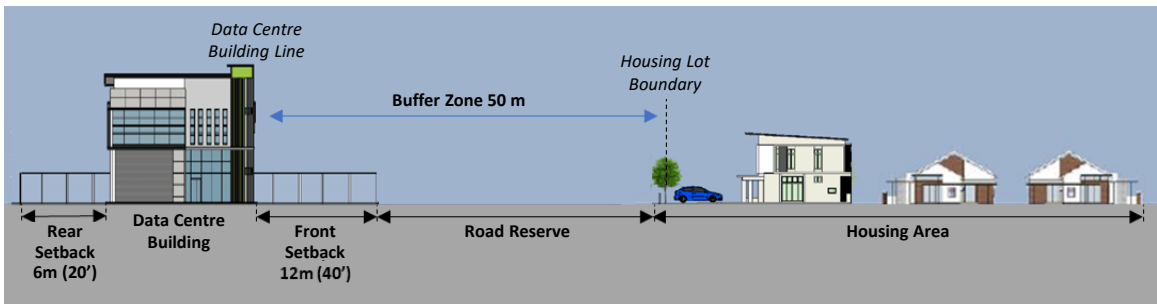 Data Centre
Building Line
Housing Lot
Boundary
Buffer Zone 50 m
Rear
Setback
6m (20’)
Data Centre
Building
Front
Setback
12m (40’)
Road Reserve
Housing Area